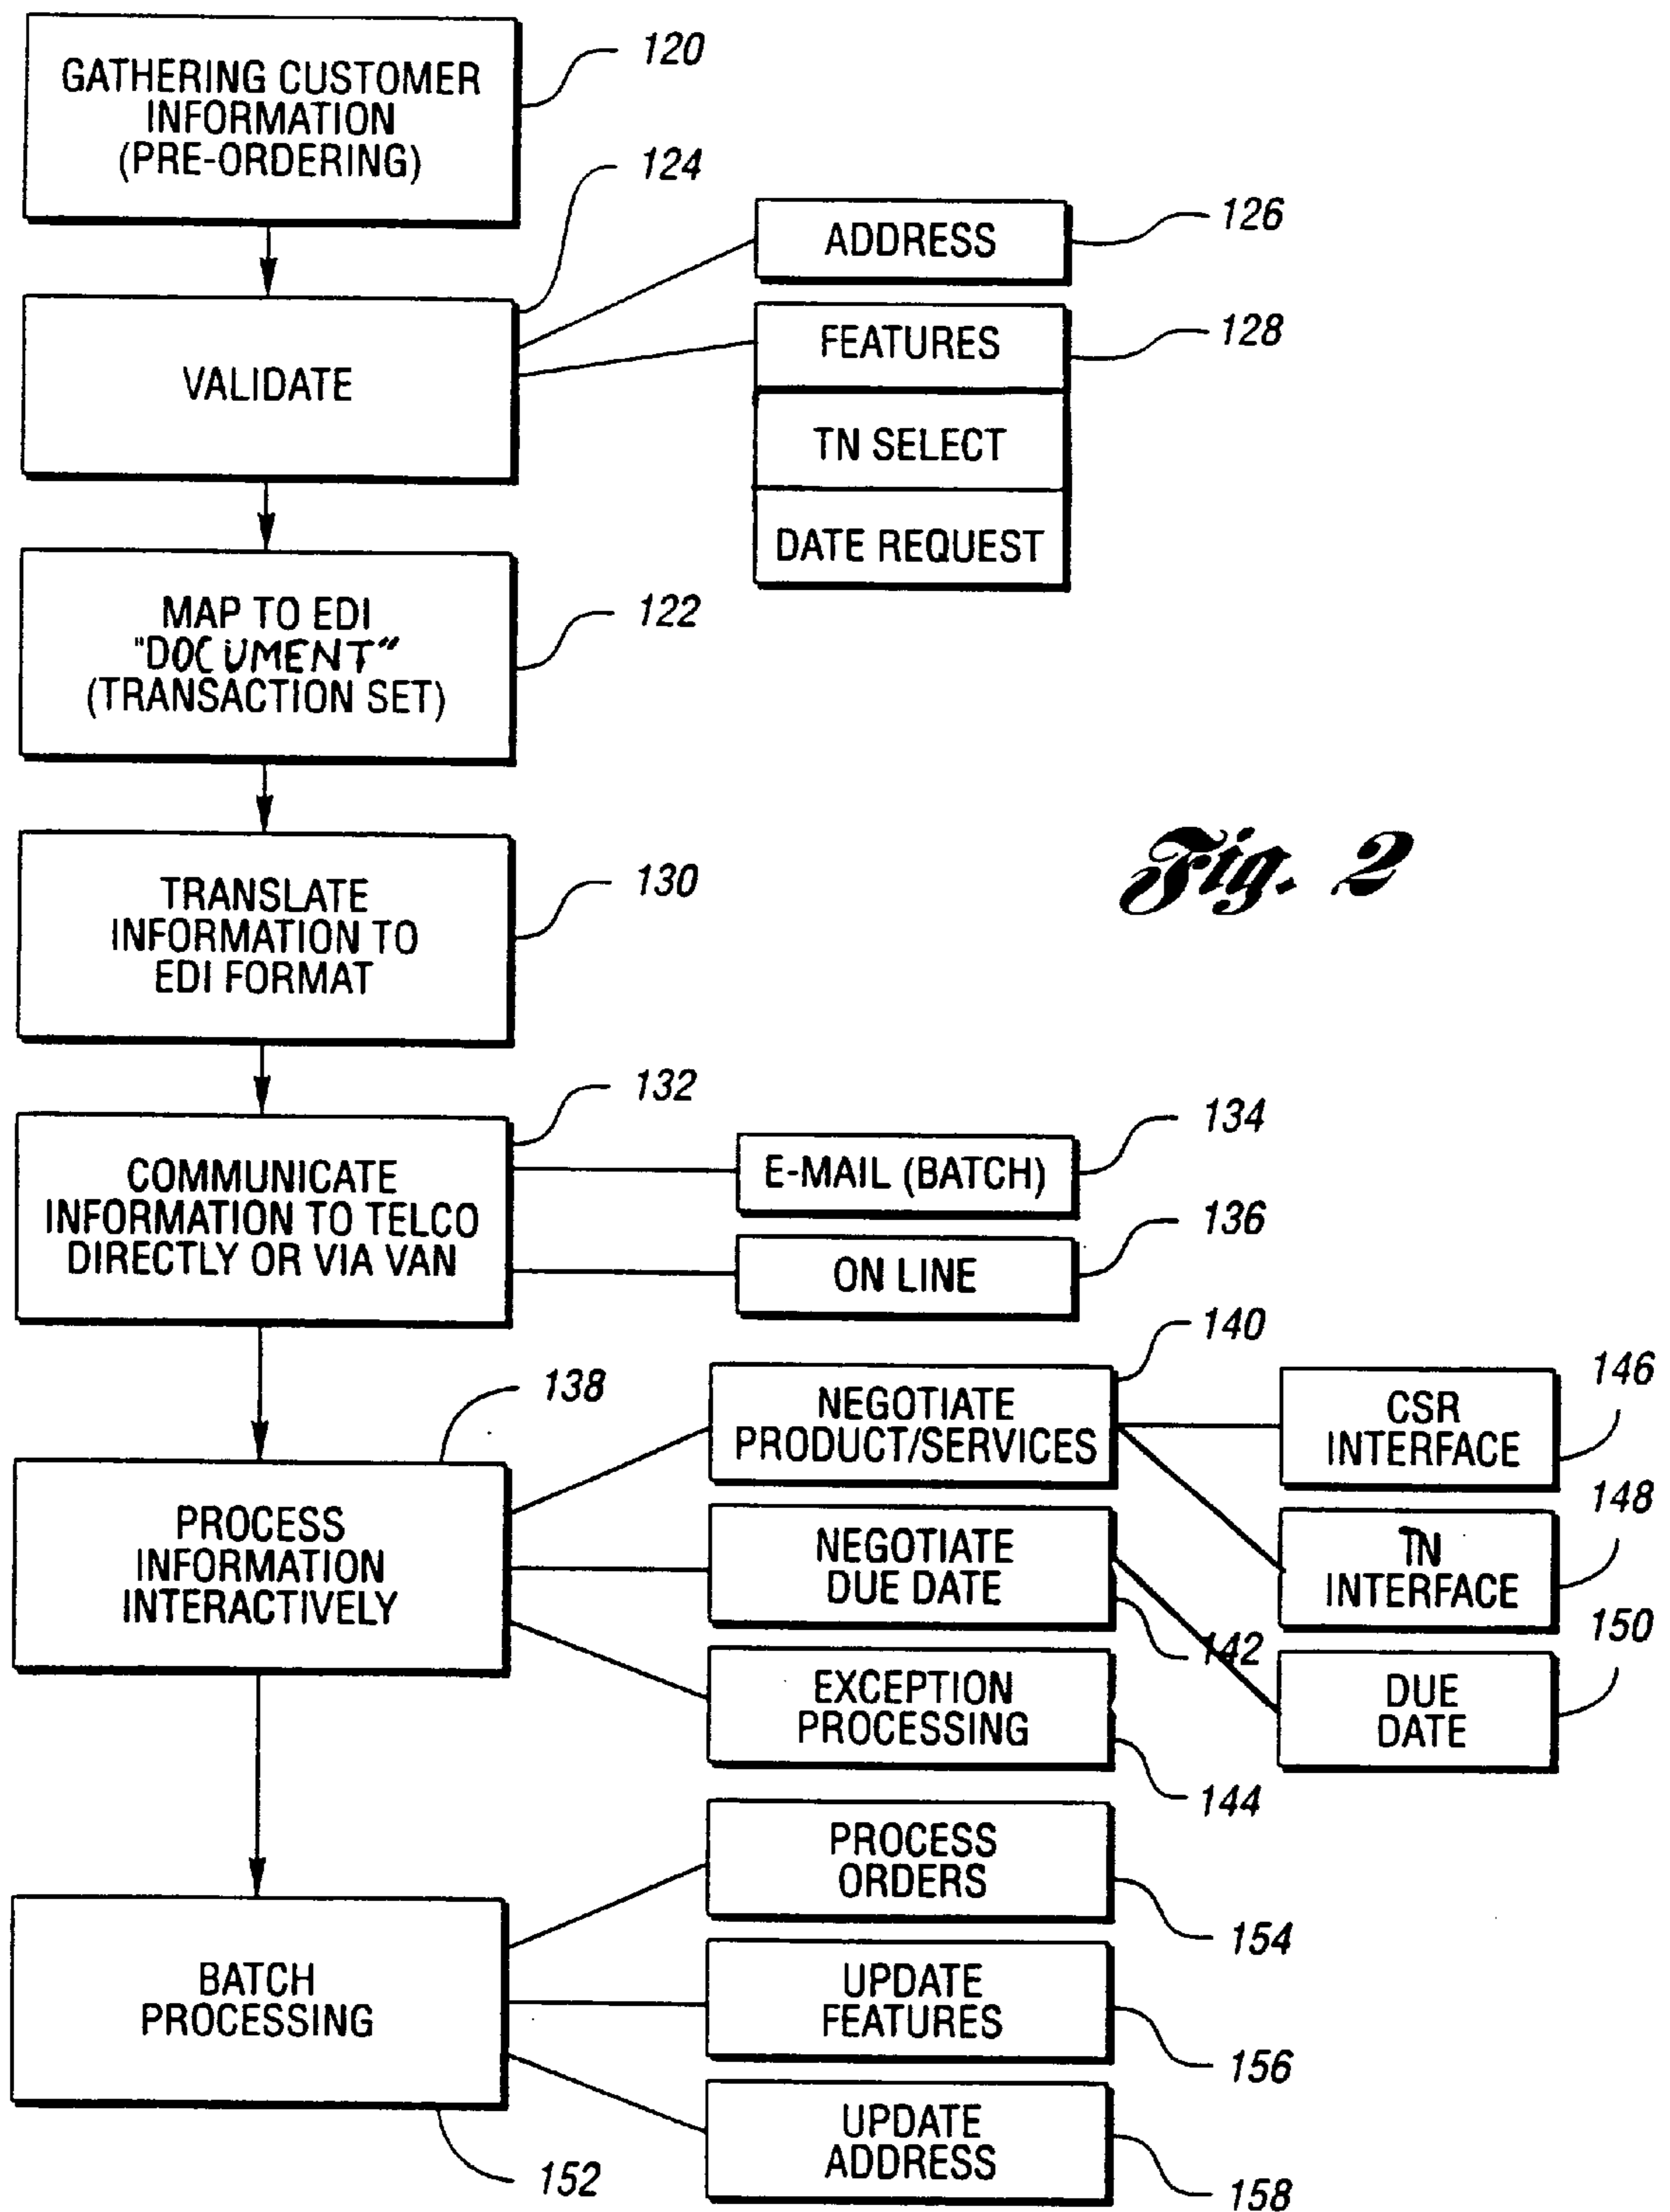 GATHERING CUSTOMER
INFORMATION
(PRE-ORDERING)
120
124
VALIDATE
ADDRESS
126
FEATURES
128
TN SELECT
DATE REQUEST
MAP TO EDI
"DOCUMENT"
(TRANSACTION SET)
122
Fig. 2
TRANSLATE
INFORMATION TO
EDI FORMAT
130
132
COMMUNICATE
INFORMATION TO TELCO
DIRECTLY OR VIA VAN
E-MAIL (BATCH)
134
ON LINE
136
138
PROCESS
INFORMATION
INTERACTIVELY
140
NEGOTIATE
PRODUCT/SERVICES
CSR
INTERFACE
146
NEGOTIATE
DUE DATE
142
TN
INTERFACE
148
EXCEPTION
PROCESSING
144
DUE
DATE
150
BATCH
PROCESSING
152
PROCESS
ORDERS
154
UPDATE
FEATURES
156
UPDATE
ADDRESS
158